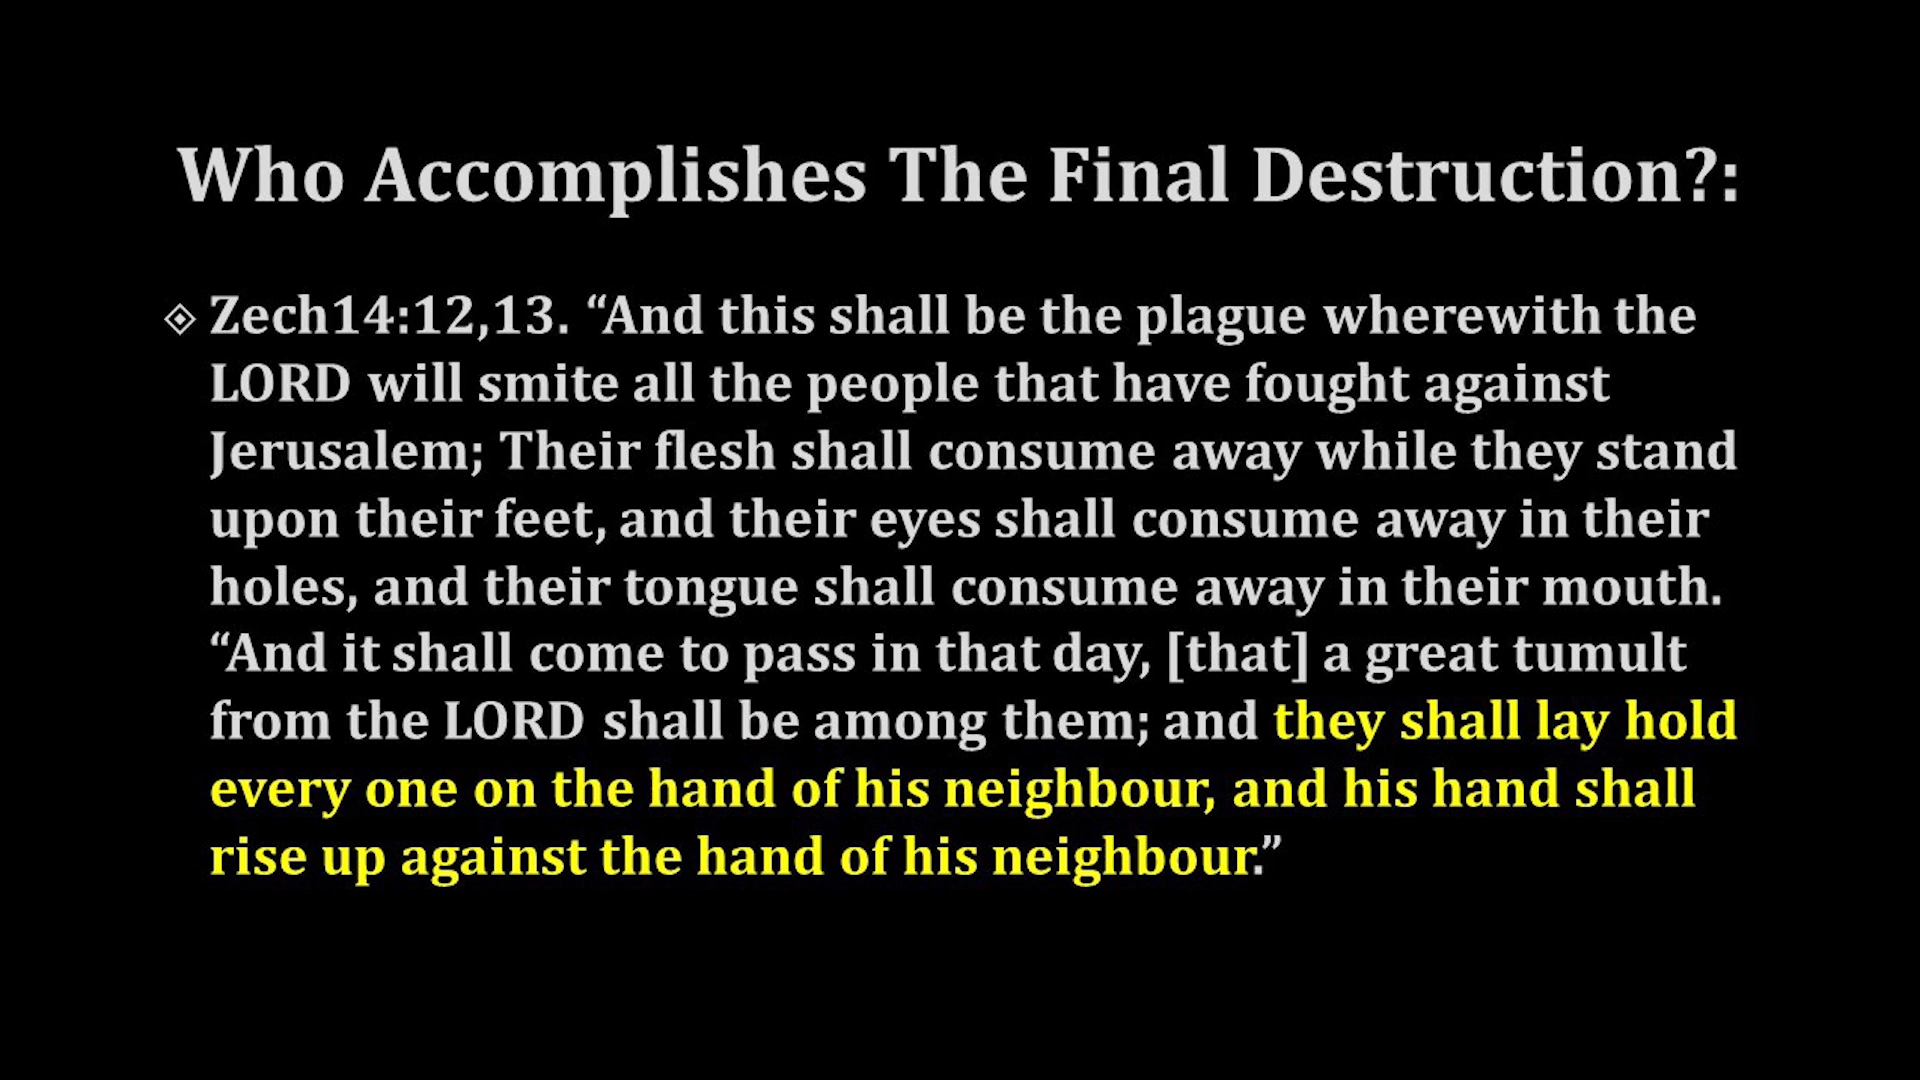 Who Accomplishes The Final Destruction?:
Zech14:12,13. “And this shall be the plague wherewith the
LORD will smite all the people that have fought against
Jerusalem; Their flesh shall consume away while they stand
upon their feet, and their eyes shall consume away in their
holes, and their tongue shall consume away in their mouth.
“And it shall come to pass in that day, [that] a great tumult
from the LORD shall be among them; and they shall lay hold
every one on the hand of his neighbour, and his hand shall
rise up against the hand of his neighbour.”